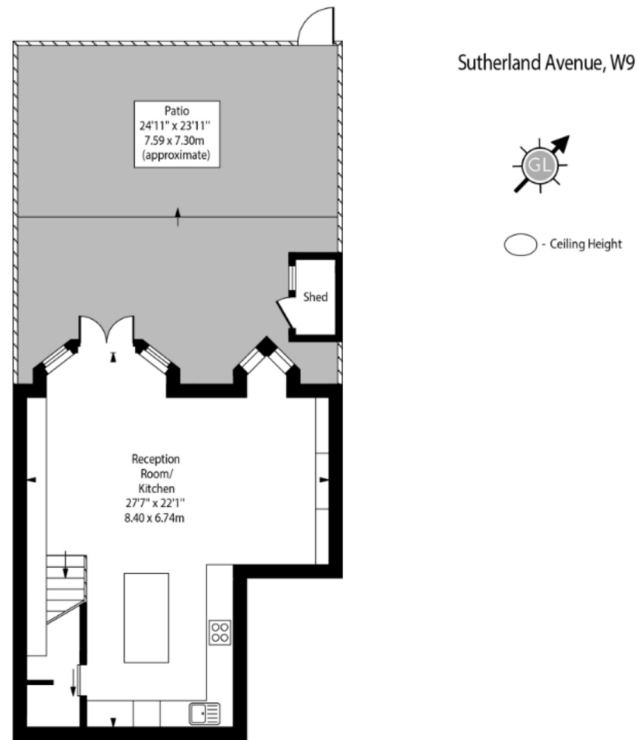 Sutherland Avenue, W9
Patio
24'11" x 23'11"
7.59 x 7.30m
(approximate)
GL
- Ceiling Height
Shed
Reception
Room/
Kitchen
27'7" x 22'1"
8.40 x 6.74m